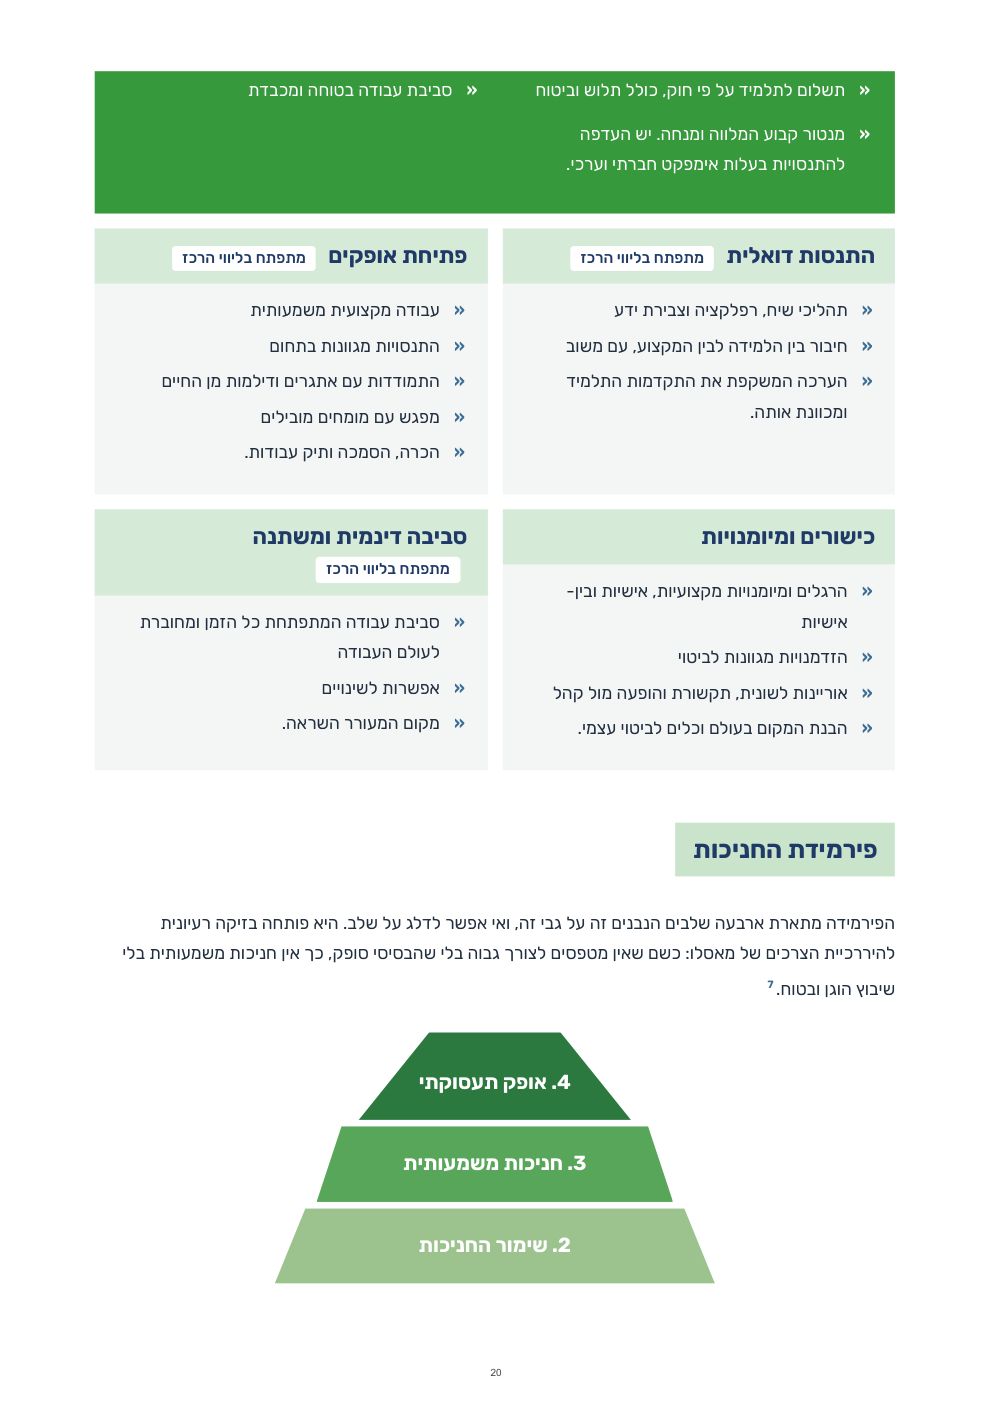 » תשלום לתלמיד על פי חוק, כולל תלוש וביטוח
» מנטור קבוע המלווה ומנחה. יש העדפה
להתנסויות בעלות אימפקט חברתי וערכי.
» סביבת עבודה בטוחה ומכבדת
התנסות דואלית מתפתח בליווי הרכז
» תהליכי שיח, רפלקציה וצבירת ידע
» חיבור בין הלמידה לבין המקצוע, עם משוב
» הערכה המשקפת את התקדמות התלמיד
ומכוונת אותה.
פתיחת אופקים מתפתח בליווי הרכז
» עבודה מקצועית משמעותית
» התנסויות מגוונות בתחום
» התמודדות עם אתגרים ודילמות מן החיים
» מפגש עם מומחים מובילים
» הכרה, הסמכה ותיק עבודות.
כישורים ומיומנויות
» הרגלים ומיומנויות מקצועיות, אישיות ובין-
אישיות
» הזדמנויות מגוונות לביטוי
» אוריינות לשונית, תקשורת והופעה מול קהל
» הבנת המקום בעולם וכלים לביטוי עצמי.
סביבה דינמית ומשתנה
מתפתח בליווי הרכז
» סביבת עבודה המתפתחת כל הזמן ומחוברת
לעולם העבודה
» אפשרות לשינויים
» מקום המעורר השראה.
פירמידת החניכות
הפירמידה מתארת ארבעה שלבים הנבנים זה על גבי זה, ואי אפשר לדלג על שלב. היא פותחה בזיקה רעיונית
להיררכיית הצרכים של מאסלו: כשם שאין מטפסים לצורך גבוה בלי שהבסיסי סופק, כך אין חניכות משמעותית בלי
שיבוץ הוגן ובטוח. 7
4. אופק תעסוקתי
3. חניכות משמעותית
2. שימור החניכות
20